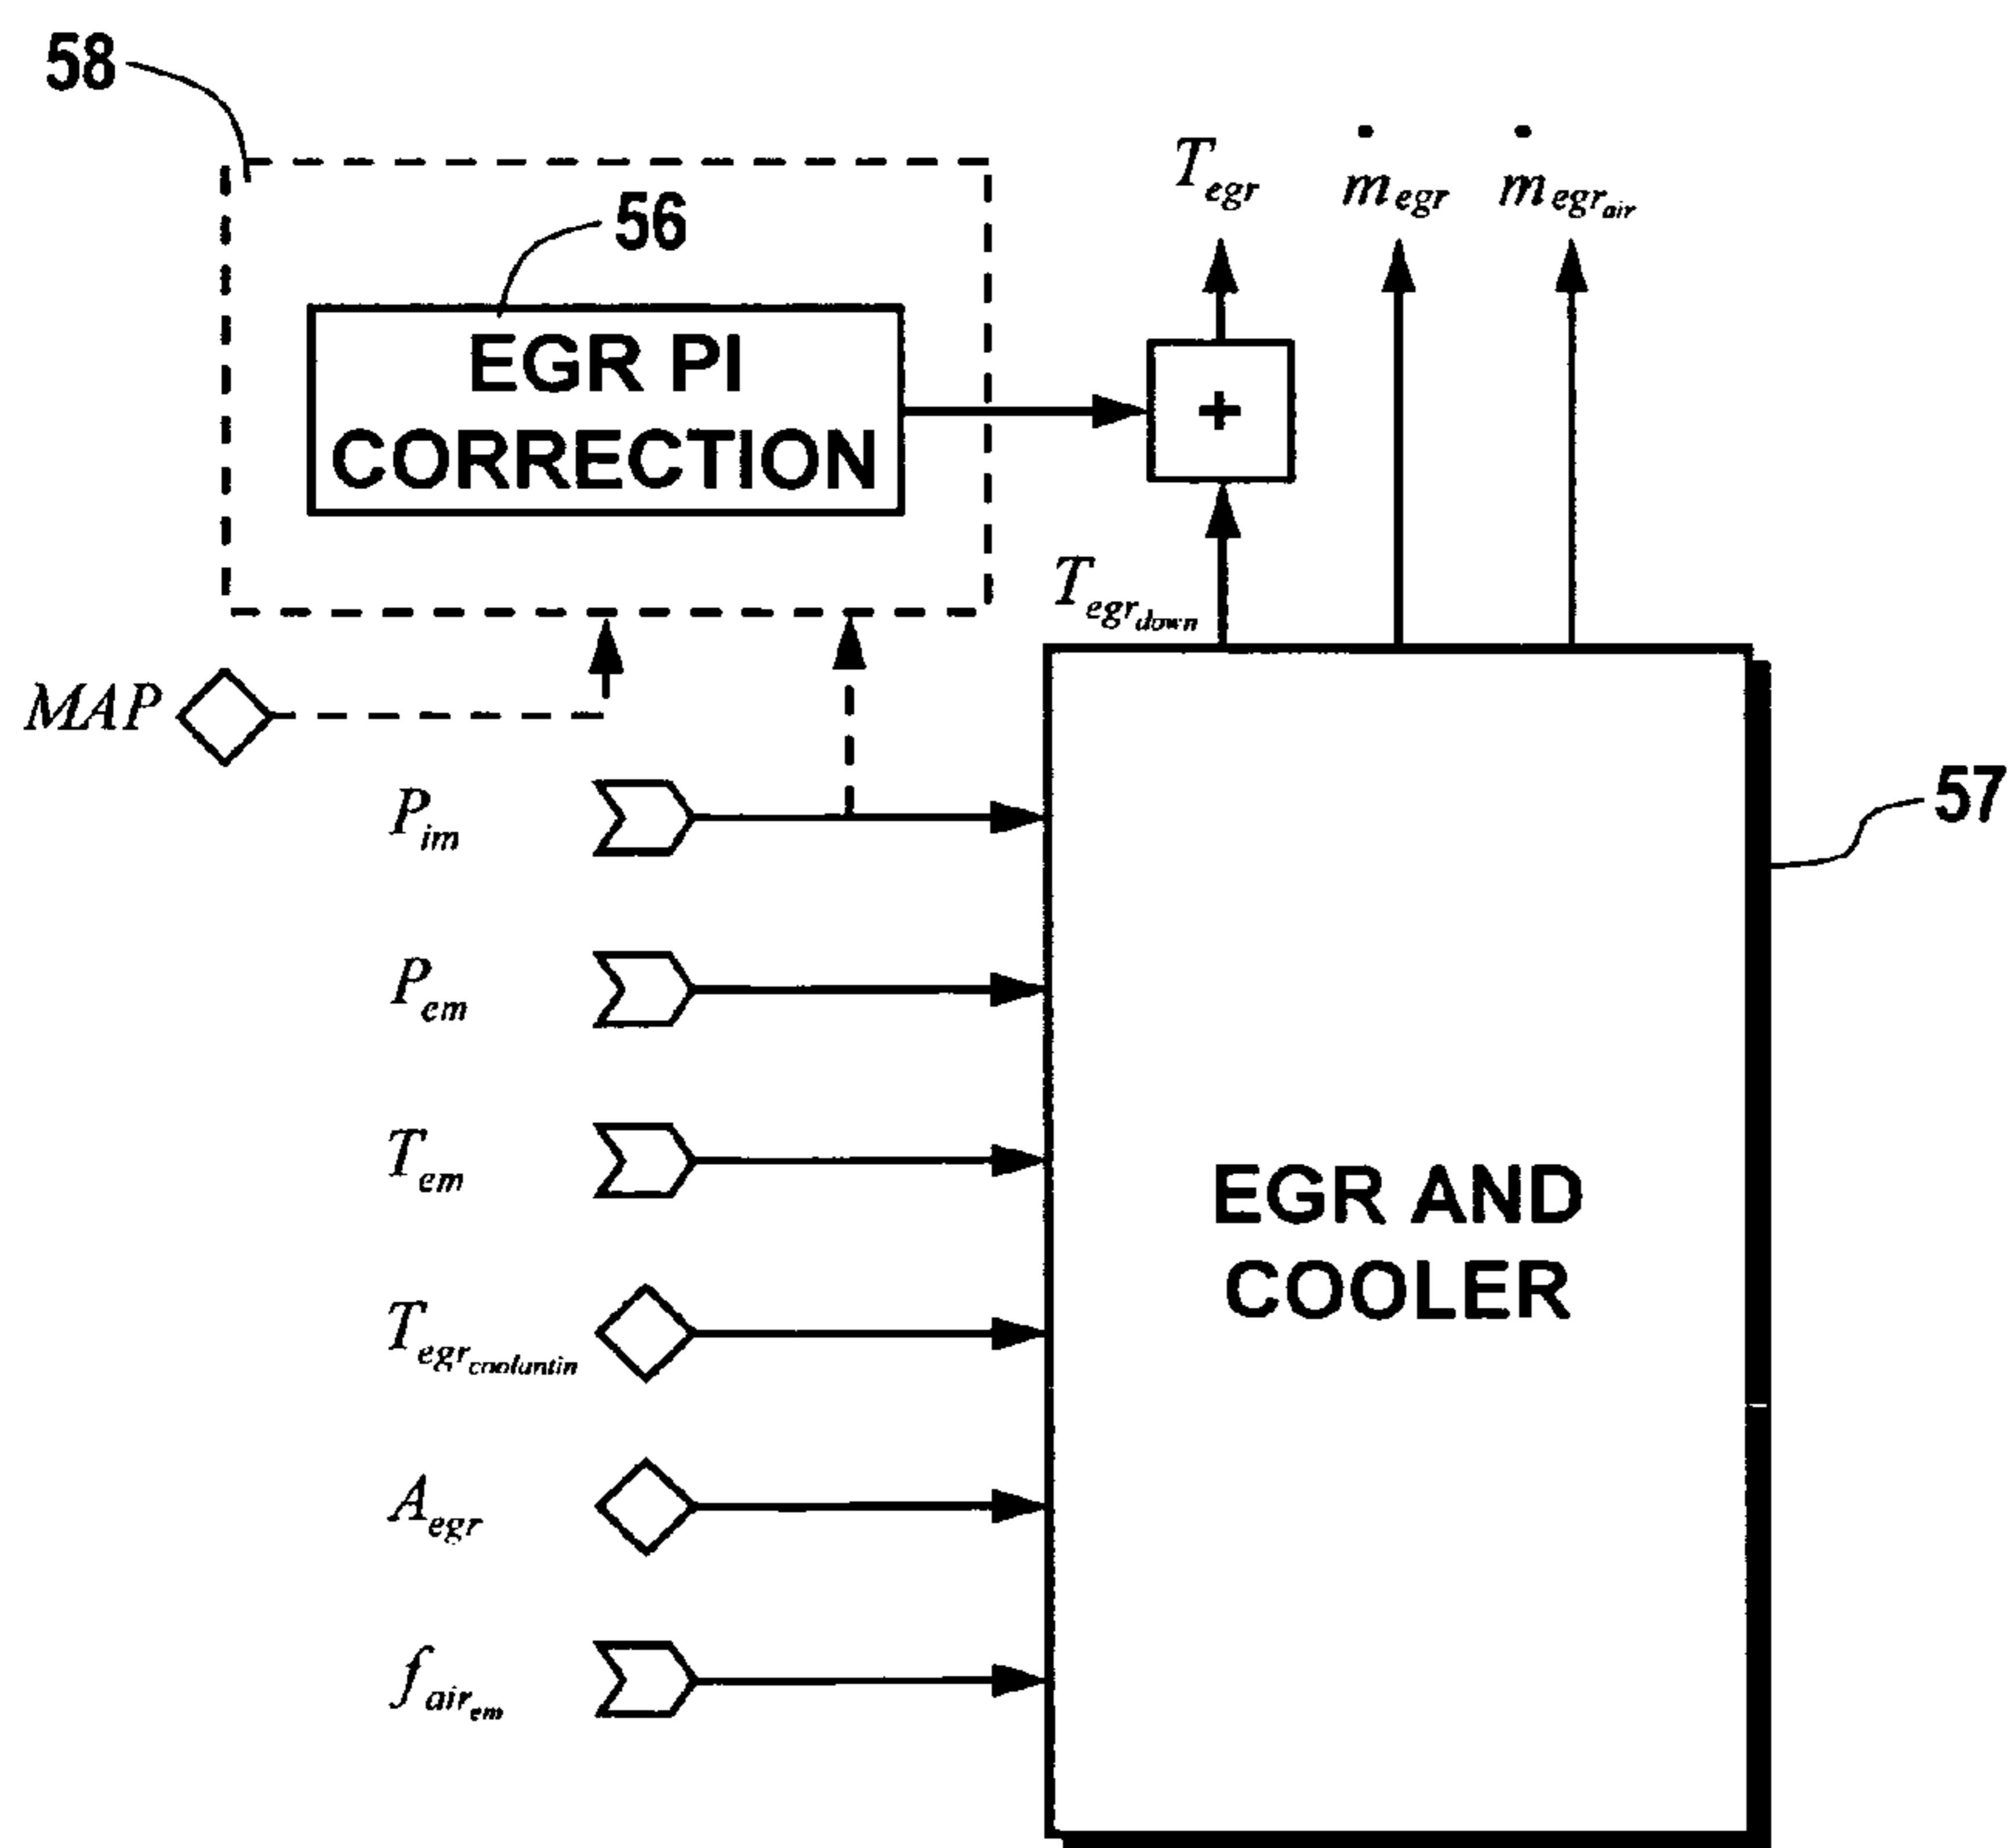 58
56
T_egr
ṁ_egr
ṁ_egr_air
EGR PI
CORRECTION
+
T_egr_down
MAP
P_im
57
P_em
T_em
EGR AND
COOLER
T_egr_coolantin
A_egr
f_air_em